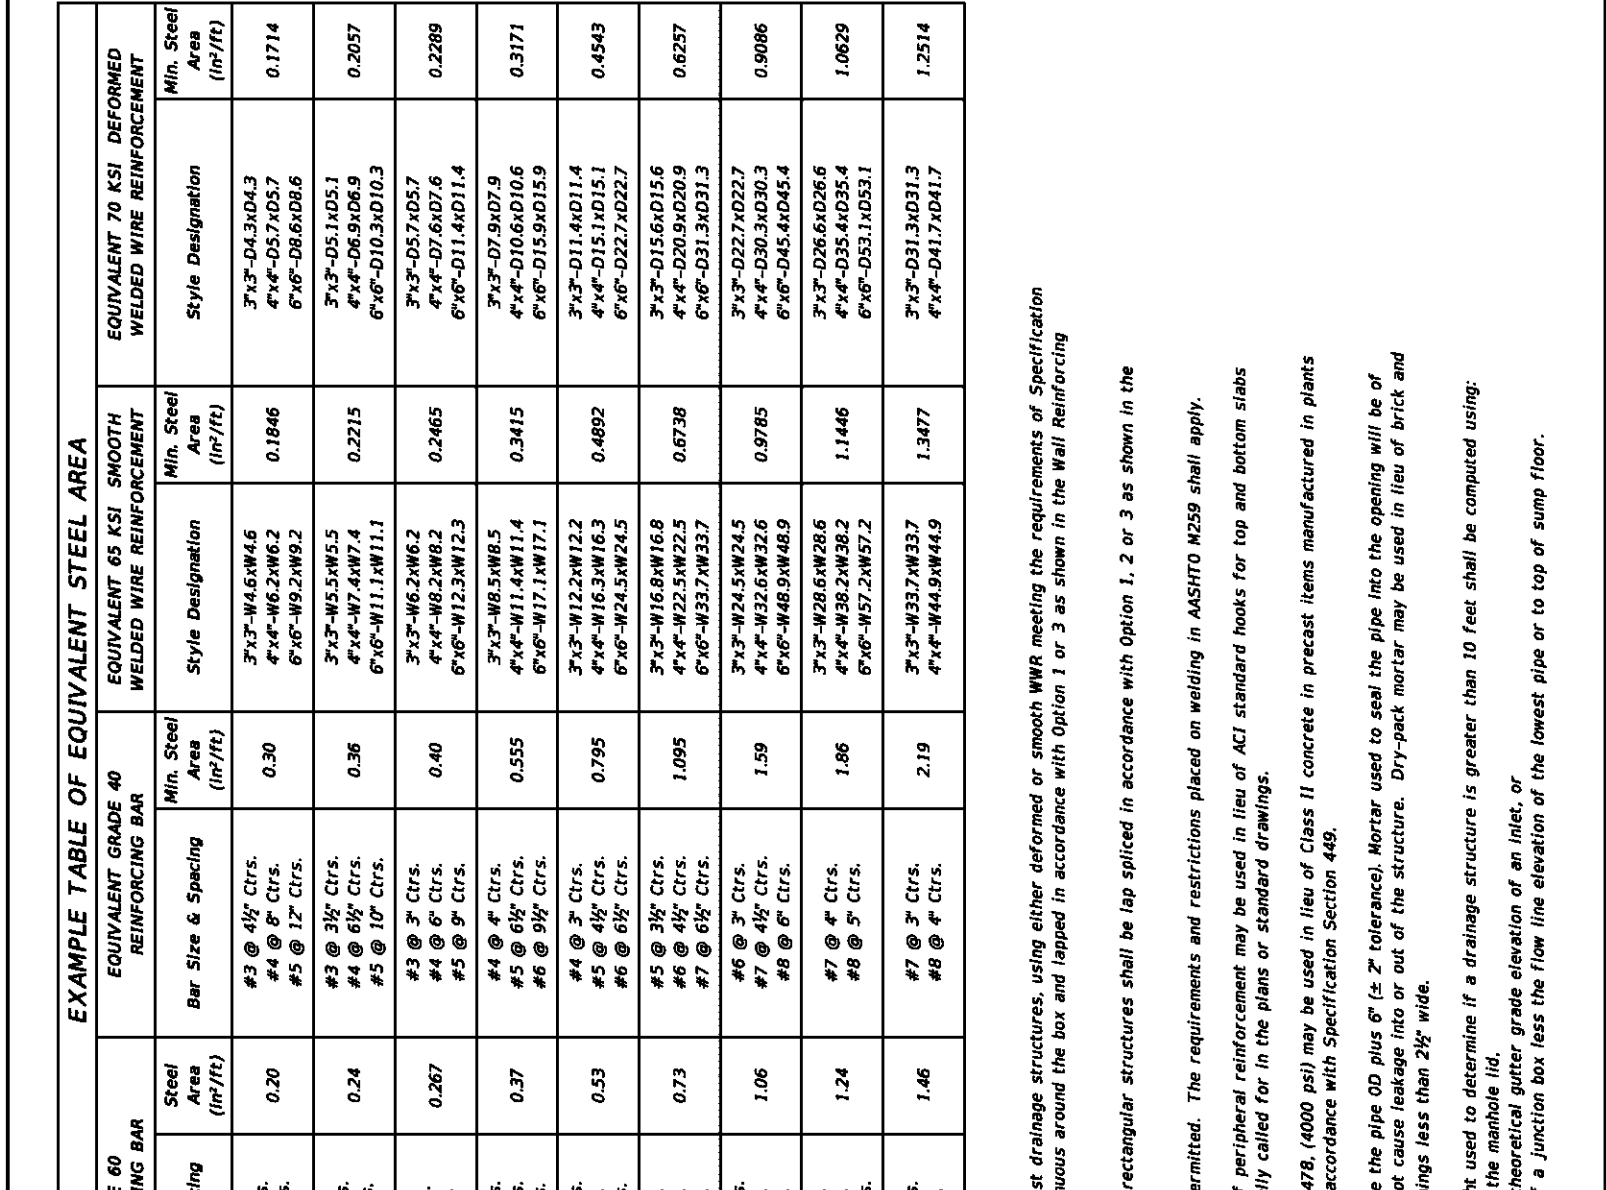 EXAMPLE TABLE OF EQUIVALENT STEEL AREA
60
ING BAR
EQUIVALENT GRADE 40
REINFORCING BAR
EQUIVALENT 65 KSI SMOOTH
WELDED WIRE REINFORCEMENT
EQUIVALENT 70 KSI DEFORMED
WELDED WIRE REINFORCEMENT
cing
Steel
Area
(in²/ft)
Bar Size & Spacing
Min. Steel
Area
(in²/ft)
Style Designation
Min. Steel
Area
(in²/ft)
Style Designation
Min. Steel
Area
(in²/ft)
0.20
#3 @ 4½" Ctrs.
#4 @ 8" Ctrs.
#5 @ 12" Ctrs.
0.30
3"x3"-W4.6xW4.6
4"x4"-W6.2xW6.2
6"x6"-W9.2xW9.2
0.1846
3"x3"-D4.3xD4.3
4"x4"-D5.7xD5.7
6"x6"-D8.6xD8.6
0.1714
0.24
#3 @ 3½" Ctrs.
#4 @ 6½" Ctrs.
#5 @ 10" Ctrs.
0.36
3"x3"-W5.5xW5.5
4"x4"-W7.4xW7.4
6"x6"-W11.1xW11.1
0.2215
3"x3"-D5.1xD5.1
4"x4"-D6.9xD6.9
6"x6"-D10.3xD10.3
0.2057
0.267
#3 @ 3" Ctrs.
#4 @ 6" Ctrs.
#5 @ 9" Ctrs.
0.40
3"x3"-W6.2xW6.2
4"x4"-W8.2xW8.2
6"x6"-W12.3xW12.3
0.2465
3"x3"-D5.7xD5.7
4"x4"-D7.6xD7.6
6"x6"-D11.4xD11.4
0.2289
0.37
#4 @ 4" Ctrs.
#5 @ 6½" Ctrs.
#6 @ 9½" Ctrs.
0.555
3"x3"-W8.5xW8.5
4"x4"-W11.4xW11.4
6"x6"-W17.1xW17.1
0.3415
3"x3"-D7.9xD7.9
4"x4"-D10.6xD10.6
6"x6"-D15.9xD15.9
0.3171
0.53
#4 @ 3" Ctrs.
#5 @ 4½" Ctrs.
#6 @ 6½" Ctrs.
0.795
3"x3"-W12.2xW12.2
4"x4"-W16.3xW16.3
6"x6"-W24.5xW24.5
0.4892
3"x3"-D11.4xD11.4
4"x4"-D15.1xD15.1
6"x6"-D22.7xD22.7
0.4543
0.73
#5 @ 3½" Ctrs.
#6 @ 4½" Ctrs.
#7 @ 6½" Ctrs.
1.095
3"x3"-W16.8xW16.8
4"x4"-W22.5xW22.5
6"x6"-W33.7xW33.7
0.6738
3"x3"-D15.6xD15.6
4"x4"-D20.9xD20.9
6"x6"-D31.3xD31.3
0.6257
1.06
#6 @ 3" Ctrs.
#7 @ 4½" Ctrs.
#8 @ 6" Ctrs.
1.59
3"x3"-W24.5xW24.5
4"x4"-W32.6xW32.6
6"x6"-W48.9xW48.9
0.9785
3"x3"-D22.7xD22.7
4"x4"-D30.3xD30.3
6"x6"-D45.4xD45.4
0.9086
1.24
#7 @ 4" Ctrs.
#8 @ 5" Ctrs.
1.86
3"x3"-W28.6xW28.6
4"x4"-W38.2xW38.2
6"x6"-W57.2xW57.2
1.1446
3"x3"-D26.6xD26.6
4"x4"-D35.4xD35.4
6"x6"-D53.1xD53.1
1.0629
1.46
#7 @ 3" Ctrs.
#8 @ 4" Ctrs.
2.19
3"x3"-W33.7xW33.7
4"x4"-W44.9xW44.9
1.3477
3"x3"-D31.3xD31.3
4"x4"-D41.7xD41.7
1.2514
st drainage structures, using either deformed or smooth WWR meeting the requirements of Specification
nuous around the box and lapped in accordance with Option 1 or 3 as shown in the Wall Reinforcing
rectangular structures shall be lap spliced in accordance with Option 1, 2 or 3 as shown in the
ermitted. The requirements and restrictions placed on welding in AASHTO M259 shall apply.
f peripheral reinforcement may be used in lieu of ACI standard hooks for top and bottom slabs
lly called for in the plans or standard drawings.
478, (4000 psi) may be used in lieu of Class II concrete in precast items manufactured in plants
accordance with Specification Section 449.
e the pipe OD plus 6" (± 2" tolerance). Mortar used to seal the pipe into the opening will be of
ot cause leakage into or out of the structure. Dry-pack mortar may be used in lieu of brick and
nings less than 2½" wide.
nt used to determine if a drainage structure is greater than 10 feet shall be computed using:
the manhole lid.
theoretical gutter grade elevation of an inlet, or
f a junction box less the flow line elevation of the lowest pipe or to top of sump floor.